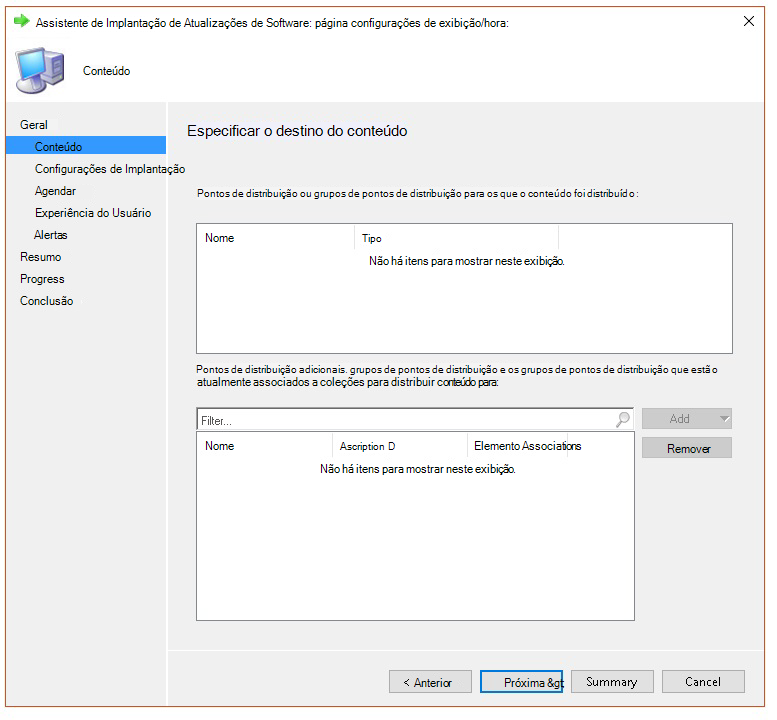 Assistente de Implantação de Atualizações de Software: página configurações de exibição/hora:
Conteúdo
Geral
Conteúdo
Configurações de Implantação
Agendar
Experiência do Usuário
Alertas
Resumo
Progress
Conclusão
Especificar o destino do conteúdo
Pontos de distribuição ou grupos de pontos de distribuição para os que o conteúdo foi distribuído:
Nome Tipo
Não há itens para mostrar neste exibição.
Pontos de distribuição adicionais. grupos de pontos de distribuição e os grupos de pontos de distribuição que estão
atualmente associados a coleções para distribuir conteúdo para:
Filter... Add
Remover
Nome Ascription D Elemento Associations
Não há itens para mostrar neste exibição.
< Anterior Próxima &gt; Summary Cancel